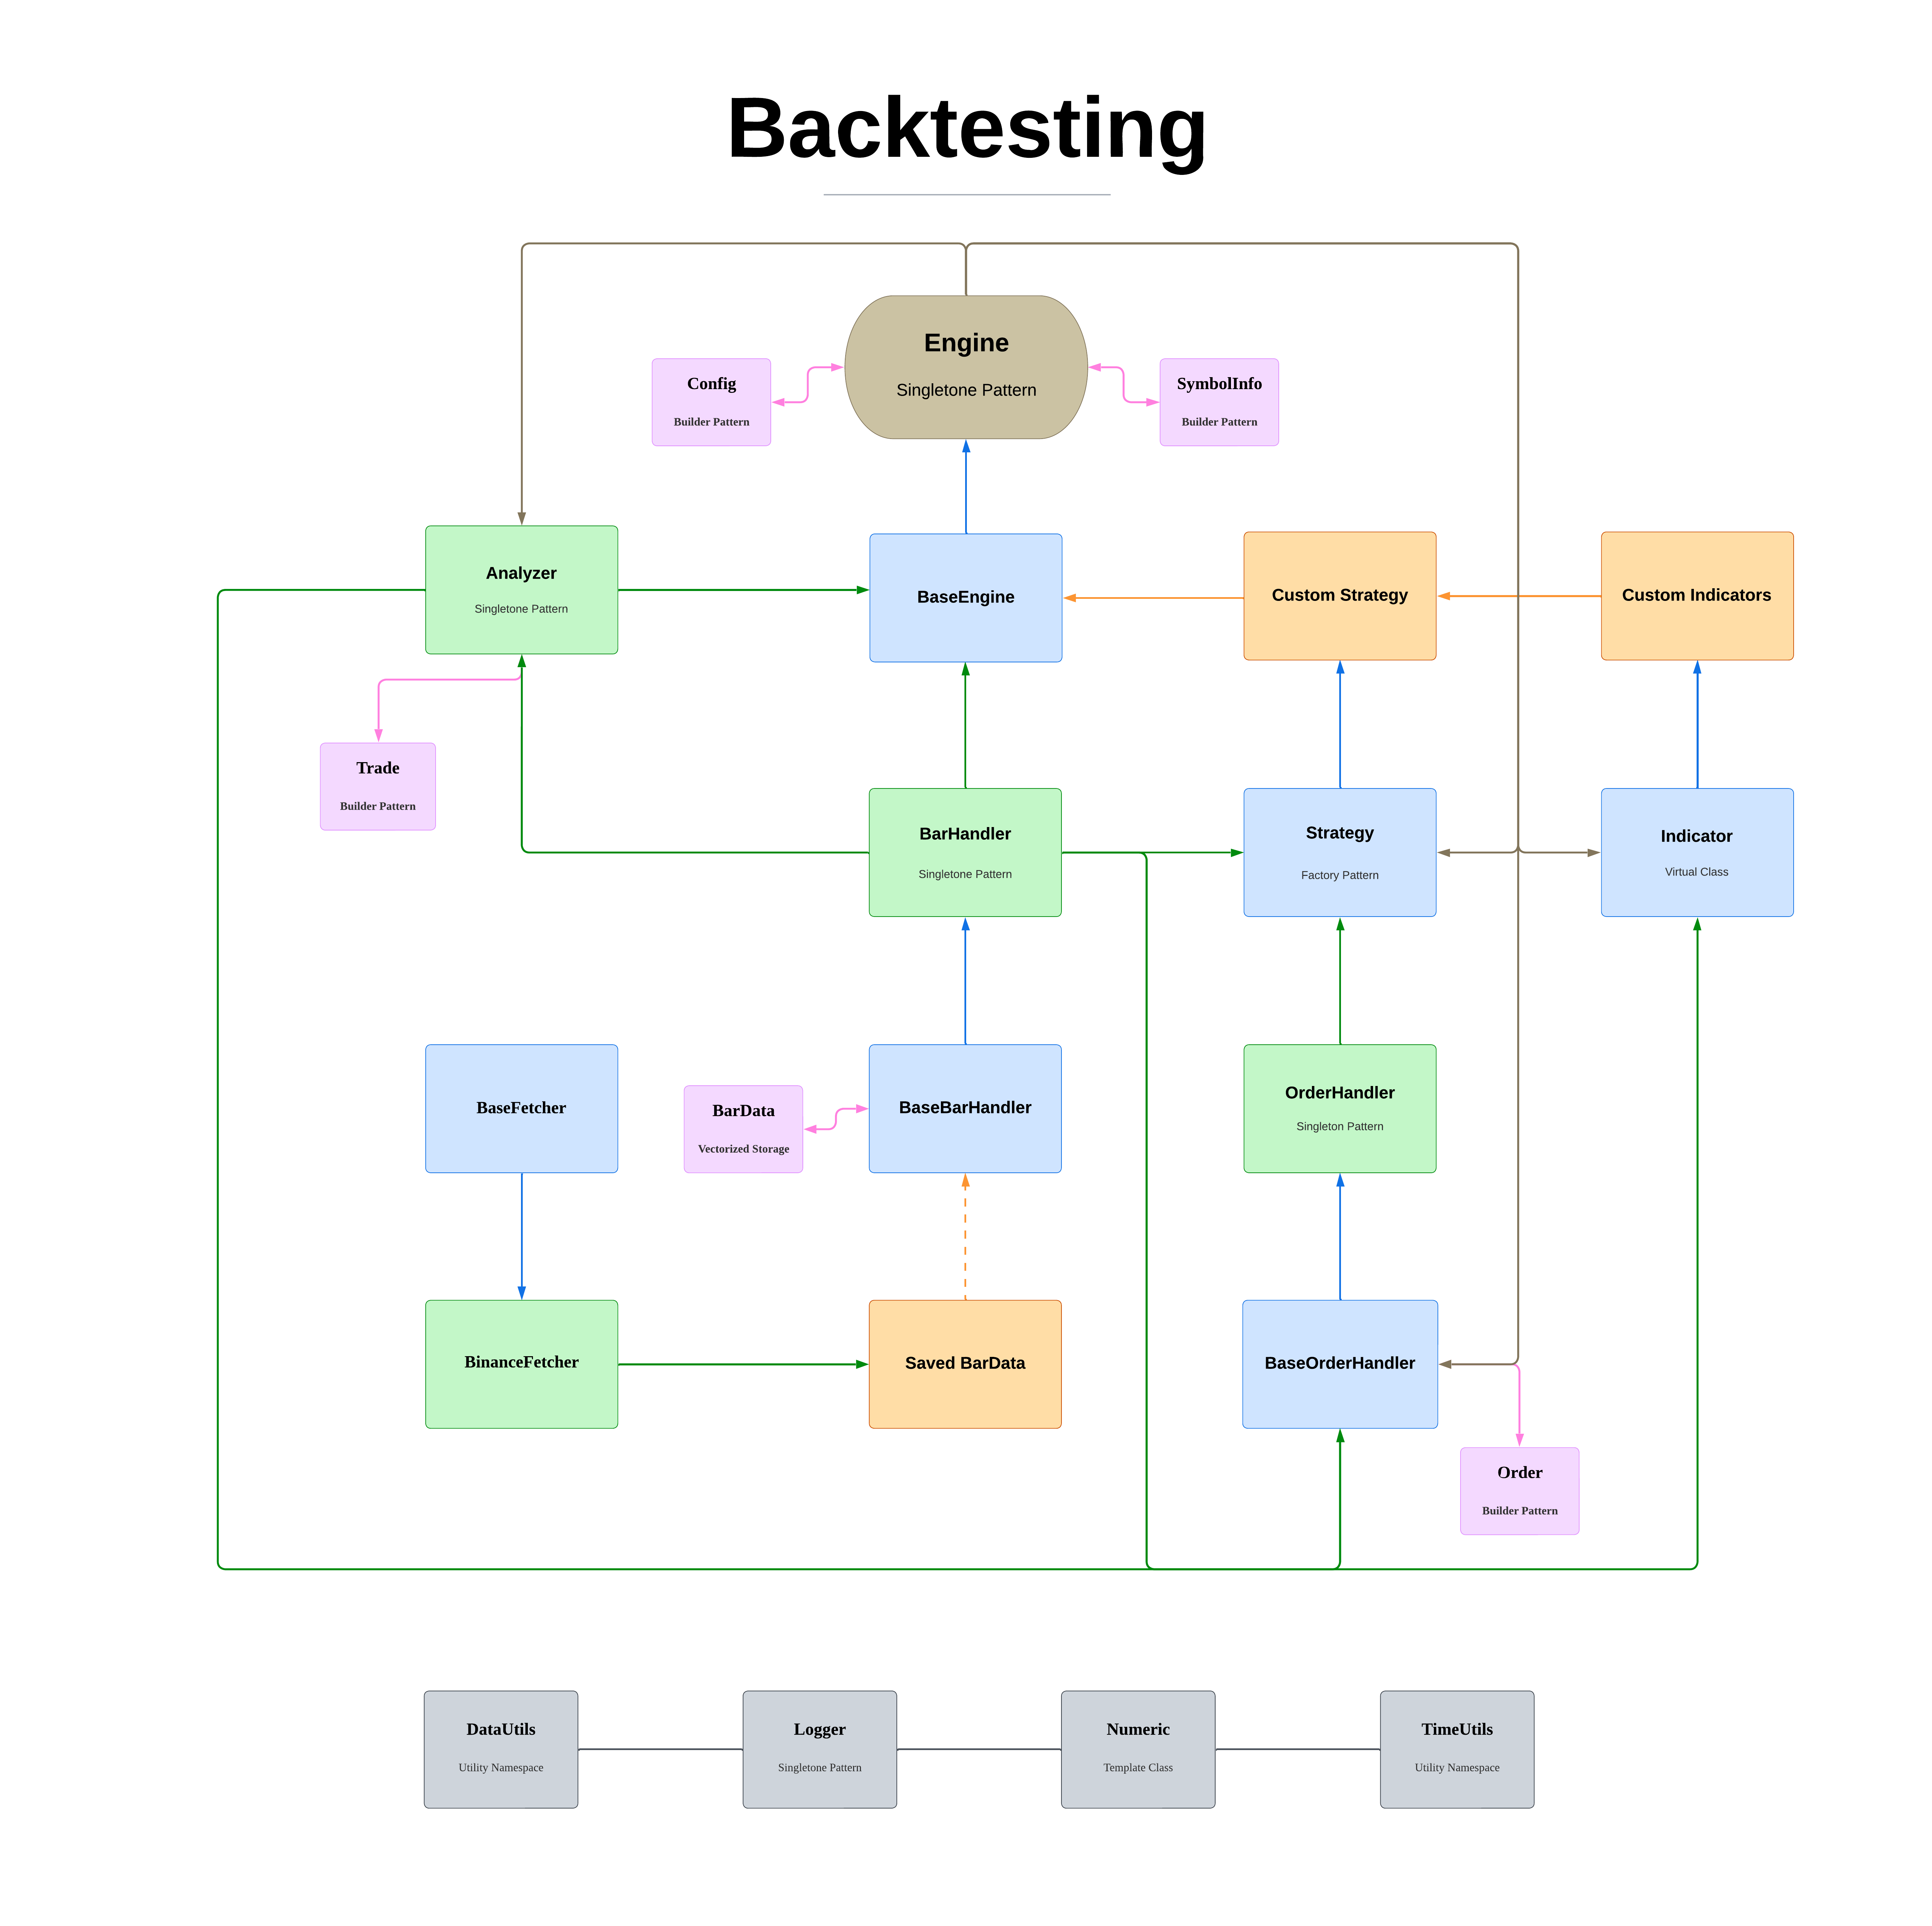 Backtesting
Engine
Singletone Pattern
Config
Builder Pattern
SymbolInfo
Builder Pattern
Analyzer
Singletone Pattern
BaseEngine
Custom Strategy
Custom Indicators
Trade
Builder Pattern
BarHandler
Singletone Pattern
Strategy
Factory Pattern
Indicator
Virtual Class
BaseFetcher
BarData
Vectorized Storage
BaseBarHandler
OrderHandler
Singleton Pattern
BinanceFetcher
Saved BarData
BaseOrderHandler
Order
Builder Pattern
DataUtils
Utility Namespace
Logger
Singletone Pattern
Numeric
Template Class
TimeUtils
Utility Namespace